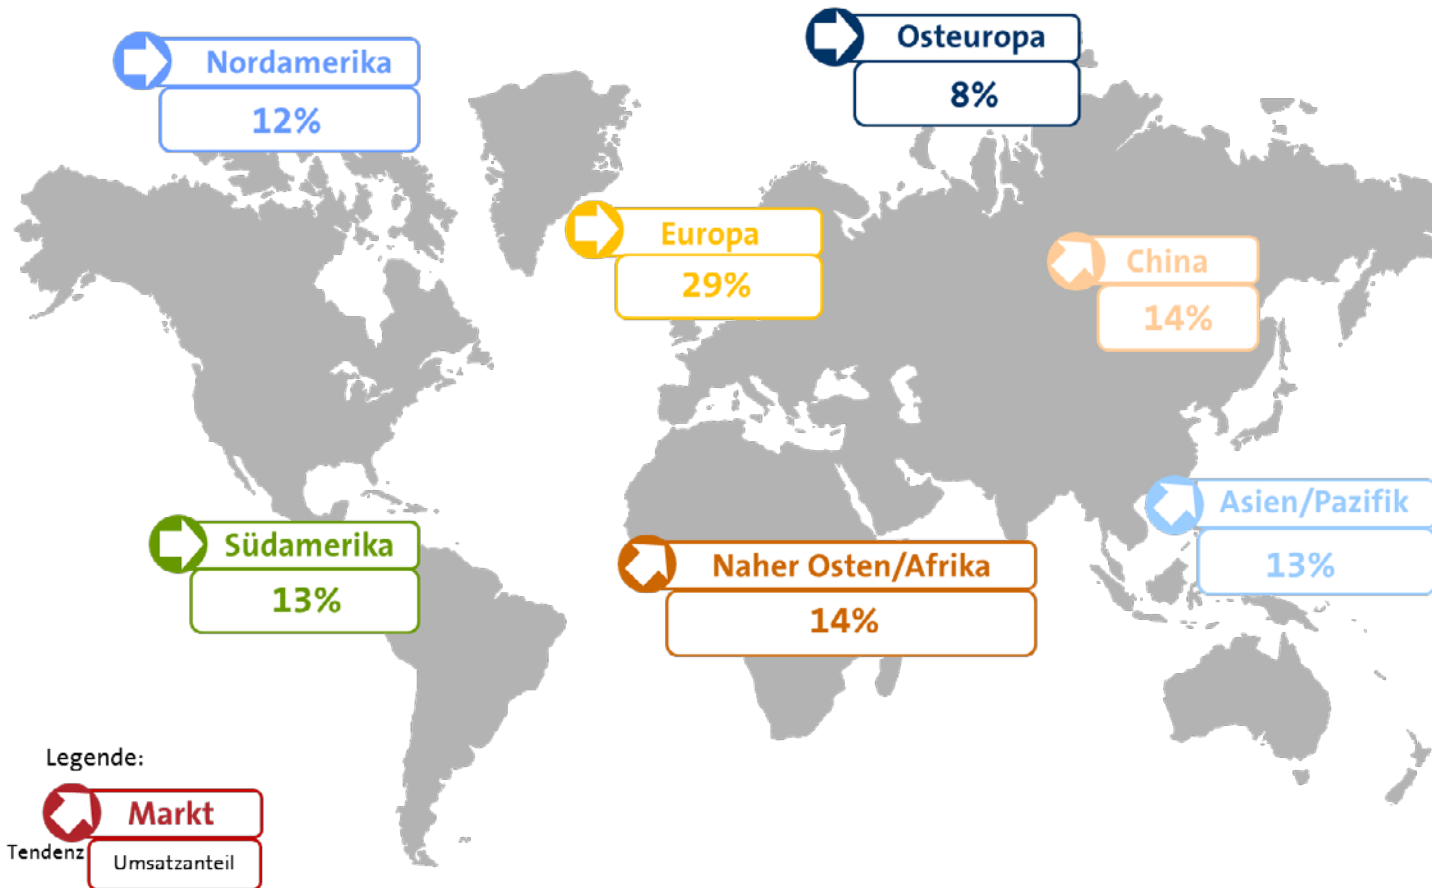 Nordamerika
12%
Osteuropa
8%
Europa
29%
China
14%
Asien/Pazifik
13%
Südamerika
13%
Naher Osten/Afrika
14%
Legende:
Markt
Tendenz
Umsatzanteil